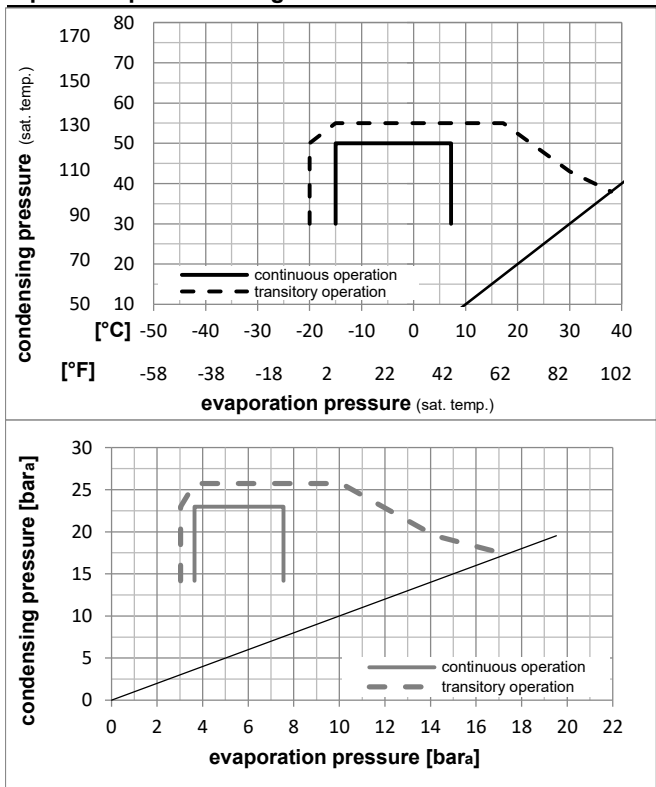 condensing pressure (sat. temp.)
170 80
70
150 60
130 50
110 40
90 30
70 20
50 10
continuous operation
transitory operation
[°C] -50 -40 -30 -20 -10 0 10 20 30 40
[°F] -58 -38 -18 2 22 42 62 82 102
evaporation pressure (sat. temp.)
condensing pressure [bara]
30
25
20
15
10
5
0
continuous operation
transitory operation
0 2 4 6 8 10 12 14 16 18 20 22
evaporation pressure [bara]